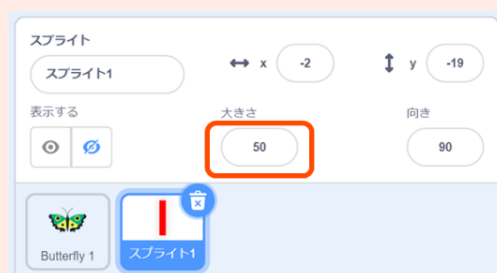 スプライト
スプライト1
x -2
y -19
表示する
大きさ
向き
50
90
Butterfly 1
スプライト1